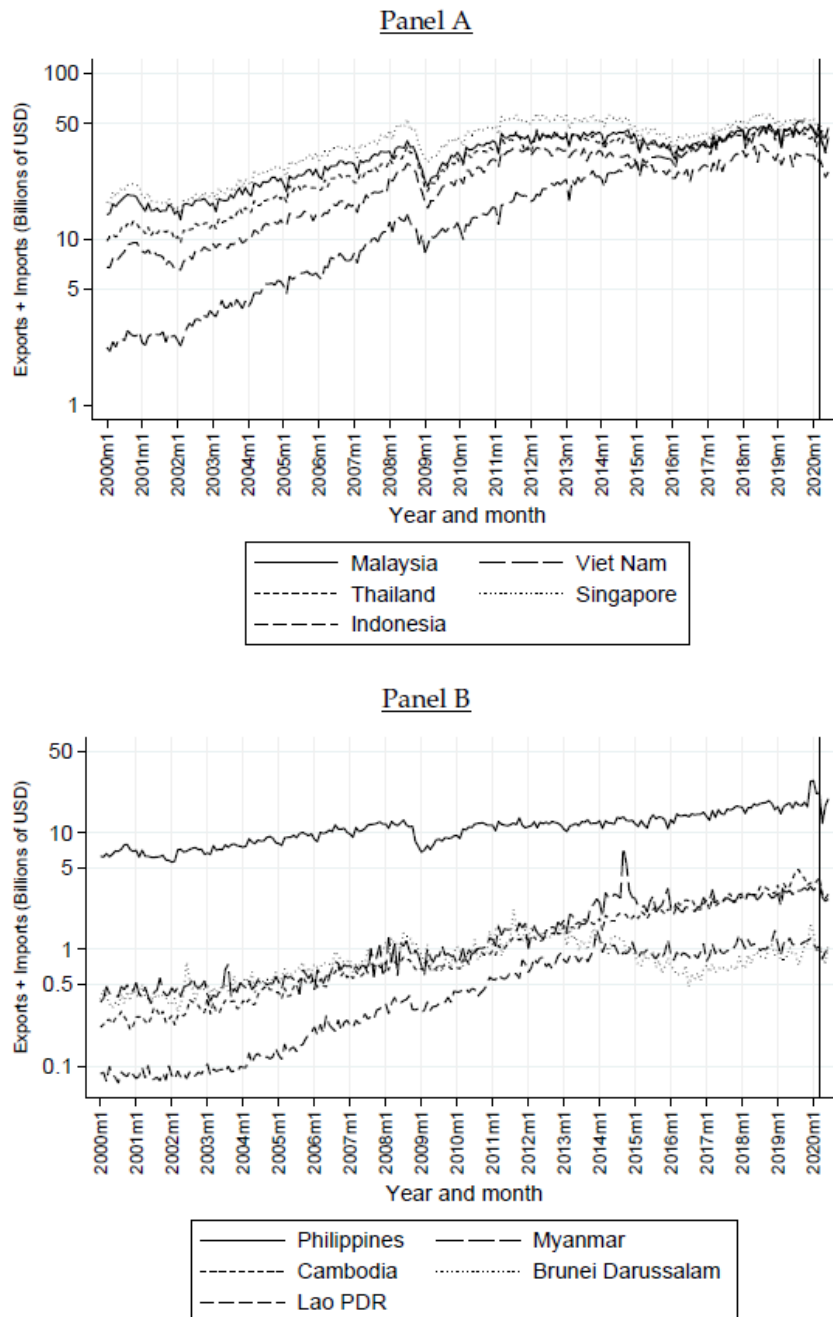 Panel A
Exports + Imports (Billions of USD)
100
50
10
5
1
2000m1
2001m1
2002m1
2003m1
2004m1
2005m1
2006m1
2007m1
2008m1
2009m1
2010m1
2011m1
2012m1
2013m1
2014m1
2015m1
2016m1
2017m1
2018m1
2019m1
2020m1
Year and month
Malaysia Viet Nam
Thailand Singapore
Indonesia
Panel B
Exports + Imports (Billions of USD)
50
10
5
1
0.5
0.1
2000m1
2001m1
2002m1
2003m1
2004m1
2005m1
2006m1
2007m1
2008m1
2009m1
2010m1
2011m1
2012m1
2013m1
2014m1
2015m1
2016m1
2017m1
2018m1
2019m1
2020m1
Year and month
Philippines Myanmar
Cambodia Brunei Darussalam
Lao PDR